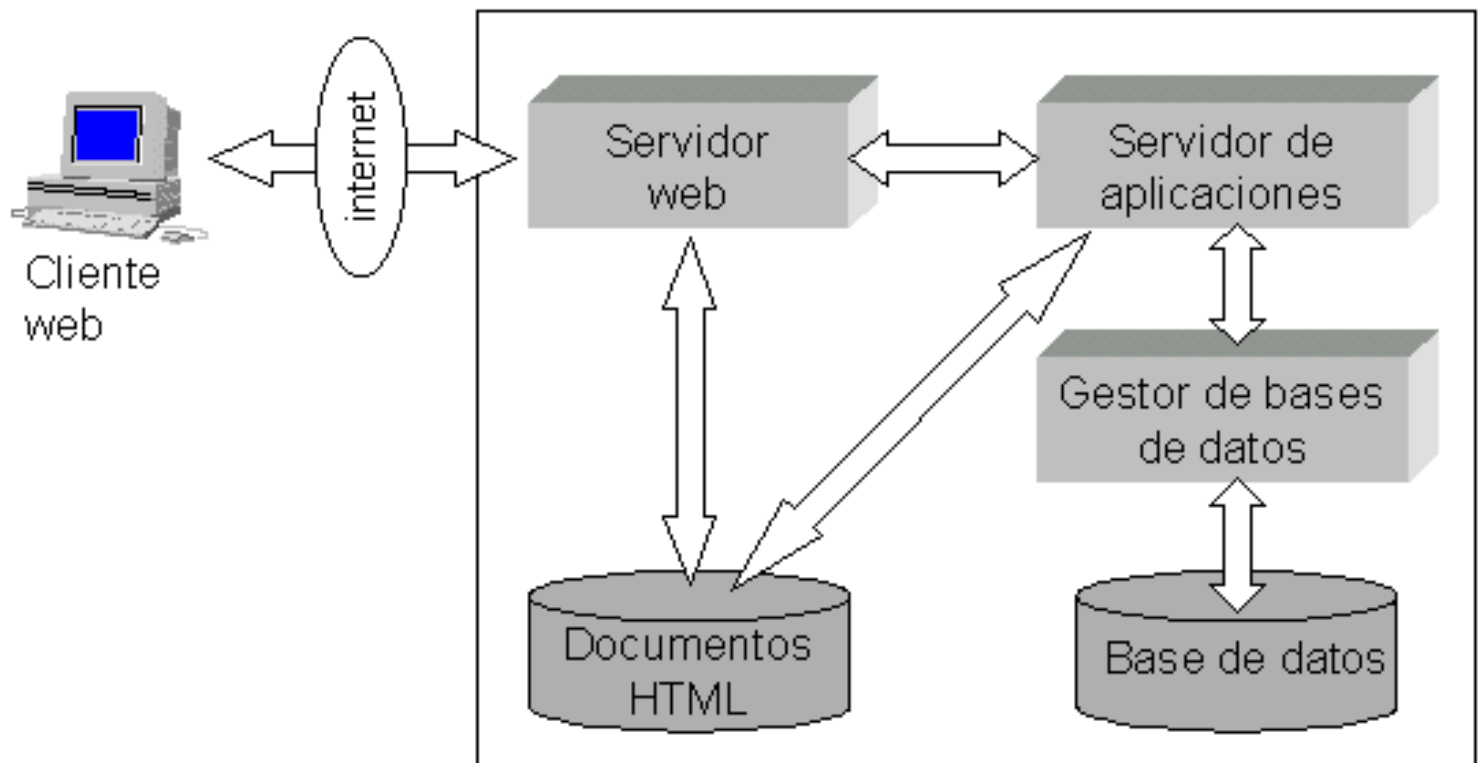 Cliente
web
internet
Servidor
web
Servidor de
aplicaciones
Gestor de bases
de datos
Documentos
HTML
Base de datos